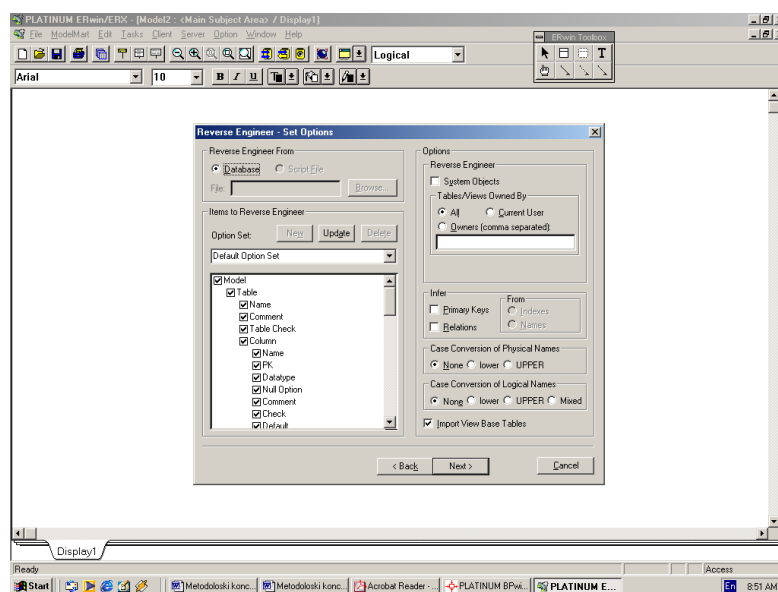 PLATINUM ERwin/ERX - [Model2 : <Main Subject Area> / Display1]
File ModelMart Edit Tasks Client Server Option Window Help
ERwin Toolbox
Logical
T
Arial 10 B I U
Reverse Engineer - Set Options
Reverse Engineer From
Database Script File
File: Browse...
Items to Reverse Engineer
Option Set: New Update Delete
Default Option Set
Model
Table
Name
Comment
Table Check
Column
Name
PK
Datatype
Null Option
Comment
Check
Default
Options
Reverse Engineer
System Objects
Tables/Views Owned By
All Current User
Owners (comma separated):
Infer
From
Primary Keys Indexes
Relations Names
Case Conversion of Physical Names
None lower UPPER
Case Conversion of Logical Names
None lower UPPER Mixed
Import View Base Tables
< Back Next > Cancel
Display1
Ready Access
Start Metodoloski konc... Metodoloski konc... Acrobat Reader -... PLATINUM BPwi... PLATINUM E... En 8:51 AM